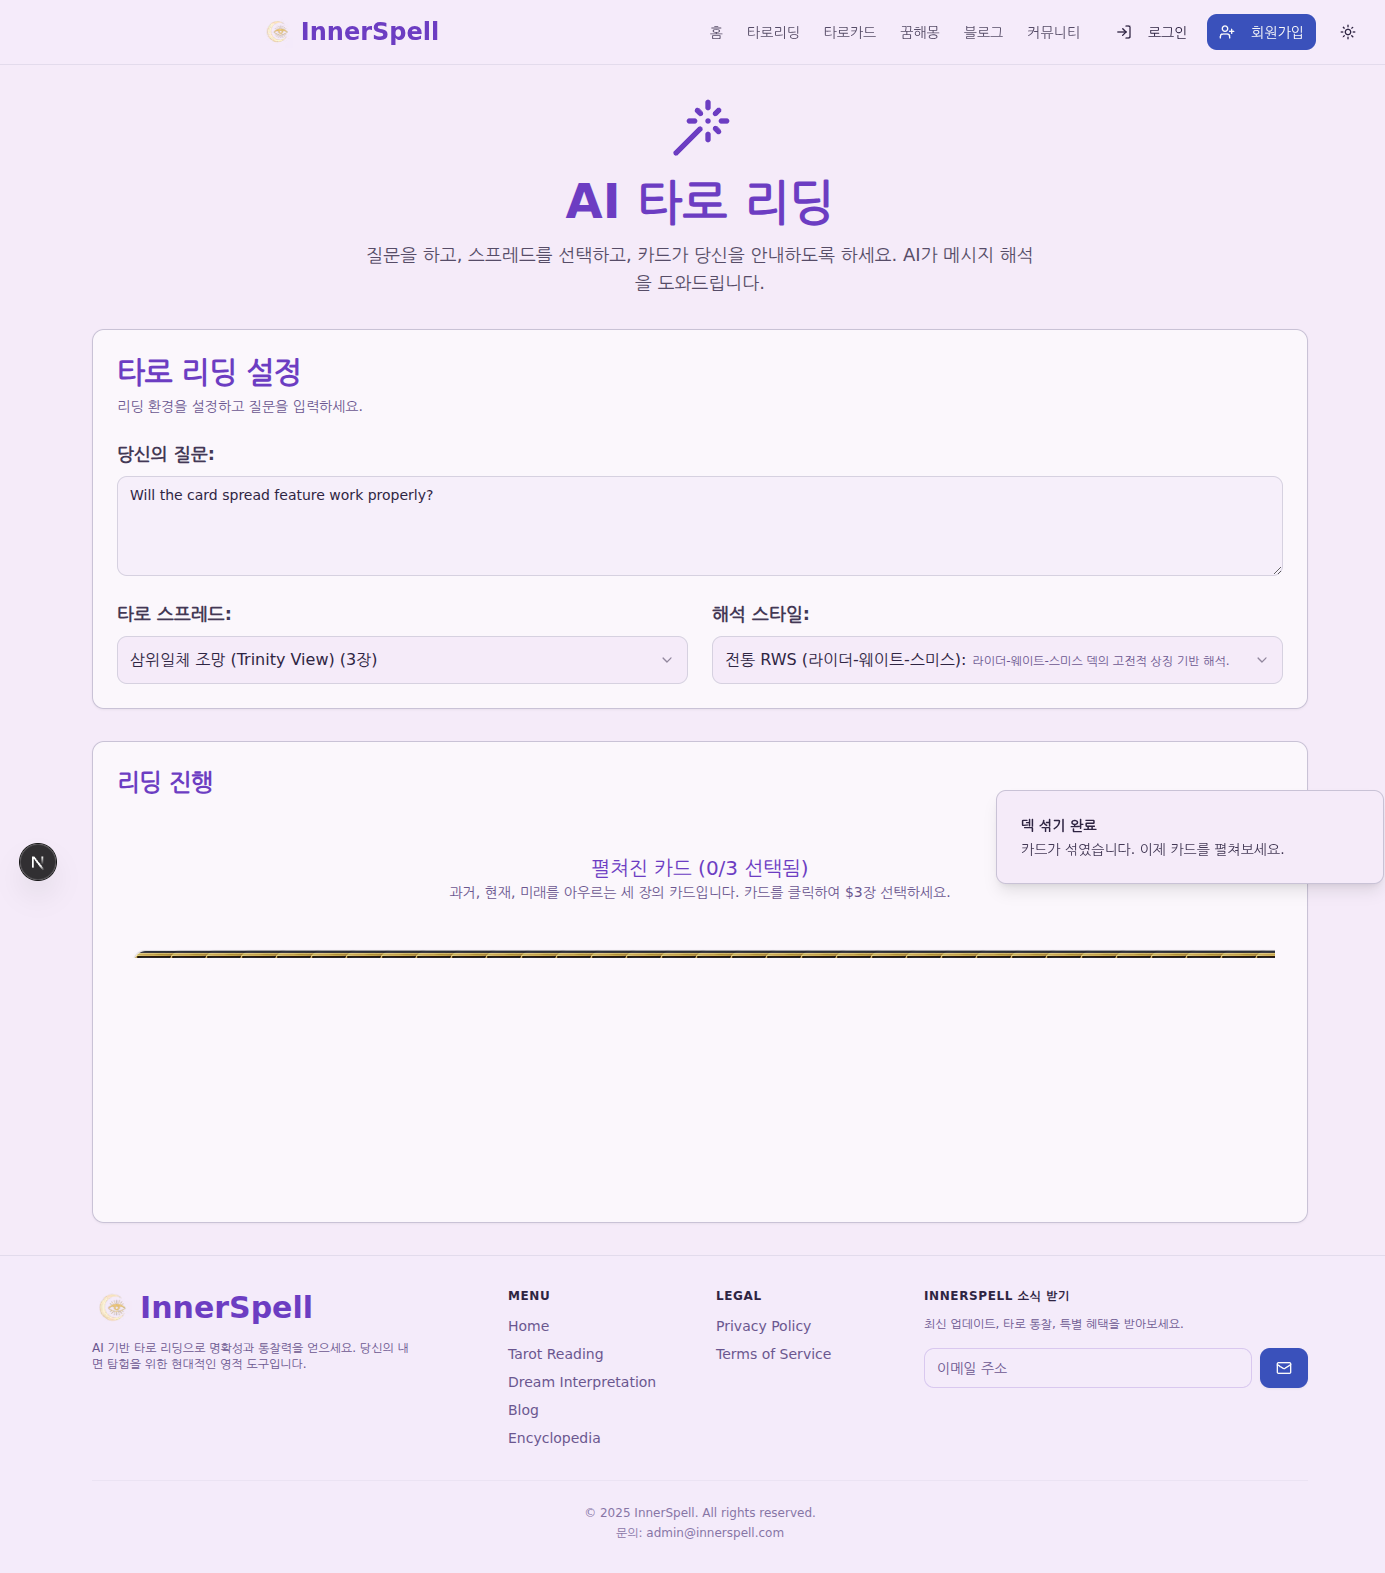 InnerSpell
홈
타로리딩
타로카드
꿈해몽
블로그
커뮤니티
로그인
회원가입
AI 타로 리딩
질문을 하고, 스프레드를 선택하고, 카드가 당신을 안내하도록 하세요. AI가 메시지 해석
을 도와드립니다.
타로 리딩 설정
리딩 환경을 설정하고 질문을 입력하세요.
당신의 질문:
Will the card spread feature work properly?
타로 스프레드:
삼위일체 조망 (Trinity View) (3장)
해석 스타일:
전통 RWS (라이더-웨이트-스미스): 라이더-웨이트-스미스 덱의 고전적 상징 기반 해석.
리딩 진행
덱 섞기 완료
카드가 섞였습니다. 이제 카드를 펼쳐보세요.
N
펼쳐진 카드 (0/3 선택됨)
과거, 현재, 미래를 아우르는 세 장의 카드입니다. 카드를 클릭하여 $3장 선택하세요.
InnerSpell
AI 기반 타로 리딩으로 명확성과 통찰력을 얻으세요. 당신의 내
면 탐험을 위한 현대적인 영적 도구입니다.
MENU
Home
Tarot Reading
Dream Interpretation
Blog
Encyclopedia
LEGAL
Privacy Policy
Terms of Service
INNERSPELL 소식 받기
최신 업데이트, 타로 통찰, 특별 혜택을 받아보세요.
이메일 주소
© 2025 InnerSpell. All rights reserved.
문의: admin@innerspell.com